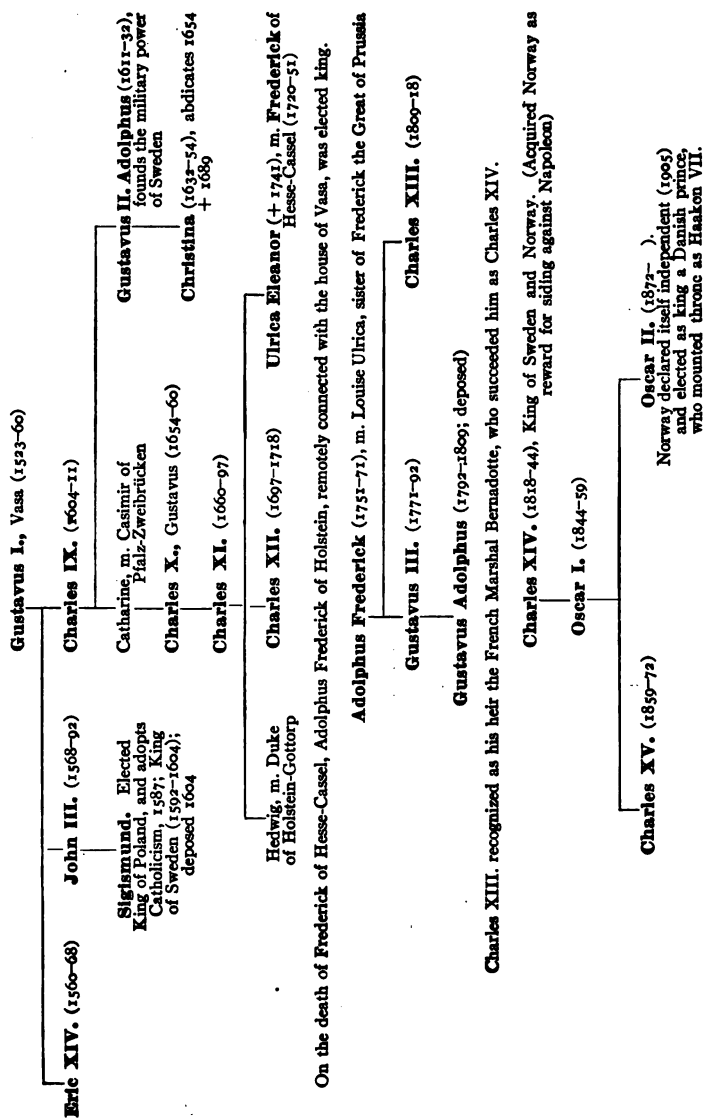 Gustavus I., Vasa (1523–60)
Eric XIV. (1560–68)
John III. (1568–92)
Charles IX. (1604–11)
Sigismund. Elected
King of Poland, and adopts
Catholicism, 1587; King
of Sweden (1592–1604);
deposed 1604
Catharine, m. Casimir of
Pfalz-Zweibrücken
Gustavus II. Adolphus (1611–32),
founds the military power
of Sweden
Charles X., Gustavus (1654–60)
Christina (1632–54), abdicates 1654
+ 1689
Charles XI. (1660–97)
Hedwig, m. Duke
of Holstein-Gottorp
Charles XII. (1697–1718)
Ulrica Eleanor (+ 1741), m. Frederick of
Hesse-Cassel (1720–51)
On the death of Frederick of Hesse-Cassel, Adolphus Frederick of Holstein, remotely connected with the house of Vasa, was elected king.
Adolphus Frederick (1751–71), m. Louise Ulrica, sister of Frederick the Great of Prussia
Gustavus III. (1771–92)
Charles XIII. (1809–18)
Gustavus Adolphus (1792–1809; deposed)
Charles XIII. recognized as his heir the French Marshal Bernadotte, who succeeded him as Charles XIV.
Charles XIV. (1818–44), King of Sweden and Norway. (Acquired Norway as
reward for siding against Napoleon)
Oscar I. (1844–59)
Charles XV. (1859–72)
Oscar II. (1872– ).
Norway declared itself independent (1905)
and elected as king a Danish prince,
who mounted throne as Haakon VII.